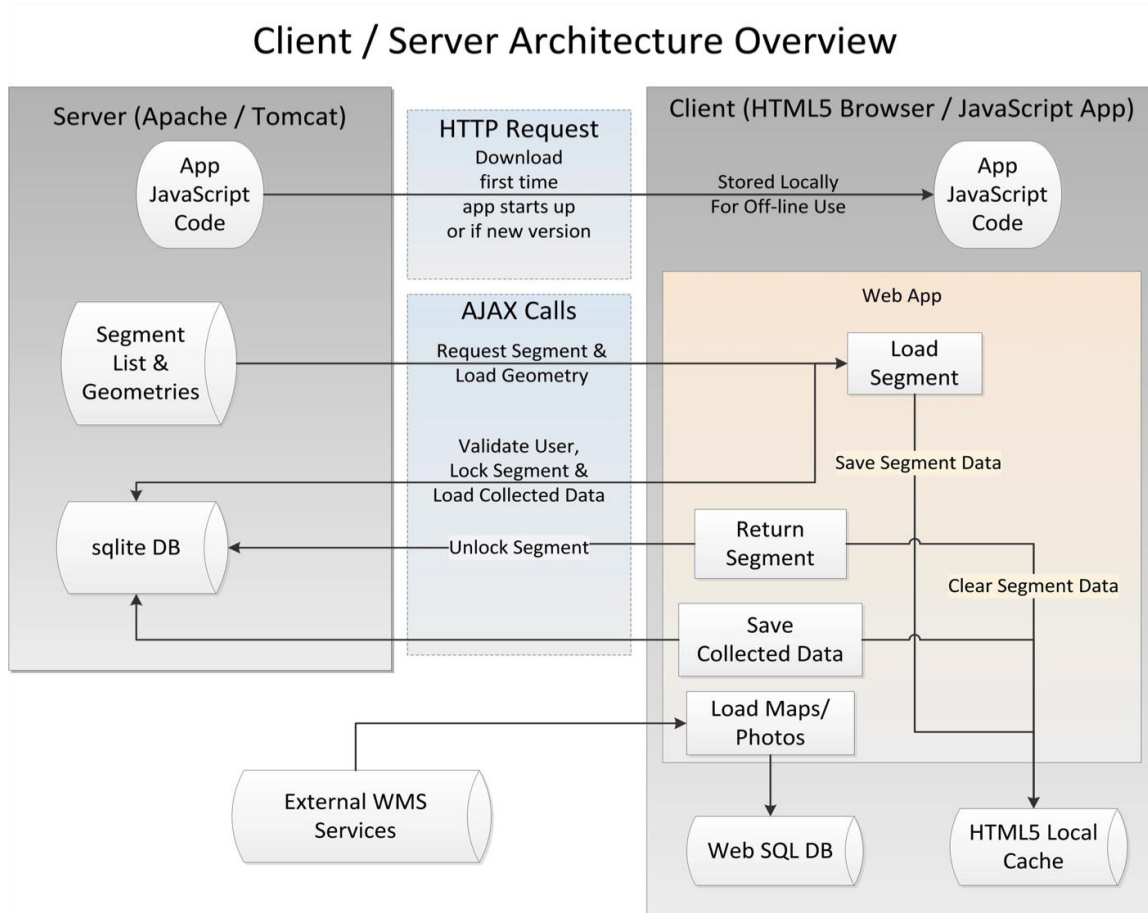 Client / Server Architecture Overview
Server (Apache / Tomcat)
App
JavaScript
Code
HTTP Request
Download
first time
app starts up
or if new version
Client (HTML5 Browser / JavaScript App)
Stored Locally
For Off-line Use
App
JavaScript
Code
Segment
List &
Geometries
AJAX Calls
Request Segment &
Load Geometry
Web App
Load
Segment
Validate User,
Lock Segment &
Load Collected Data
Save Segment Data
sqlite DB
Unlock Segment
Return
Segment
Clear Segment Data
Save
Collected Data
Load Maps/
Photos
External WMS
Services
Web SQL DB
HTML5 Local
Cache